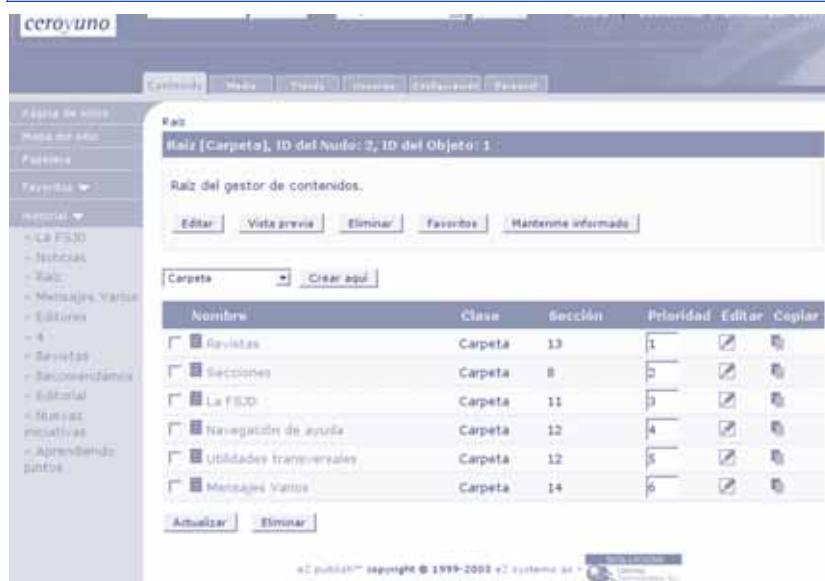 ceroyuno
Contenido Media Tienda Usuarios Configuración Personal
Página de inicio
Mapa del sitio
Papelera
Favoritos
Historial
- La FSJD
- Noticias
- Raíz
- Mensajes Varios
- Editores
- 4
- Revistas
- Recomendamos
- Editorial
- Nuevas
iniciativas
- Aprendiendo
juntos
Raíz
Raíz [Carpeta], ID del Nudo: 2, ID del Objeto: 1
Raíz del gestor de contenidos.
Editar Vista previa Eliminar Favoritos Mantenme informado
Carpeta Crear aquí
Nombre Clase Sección Prioridad Editar Copiar
Revistas Carpeta 13 1
Secciones Carpeta 8 2
La FSJD Carpeta 11 3
Navegación de ayuda Carpeta 12 4
Utilidades transversales Carpeta 12 5
Mensajes Varios Carpeta 14 6
Actualizar Eliminar
eZ publish™ copyright © 1999-2003 eZ systems as